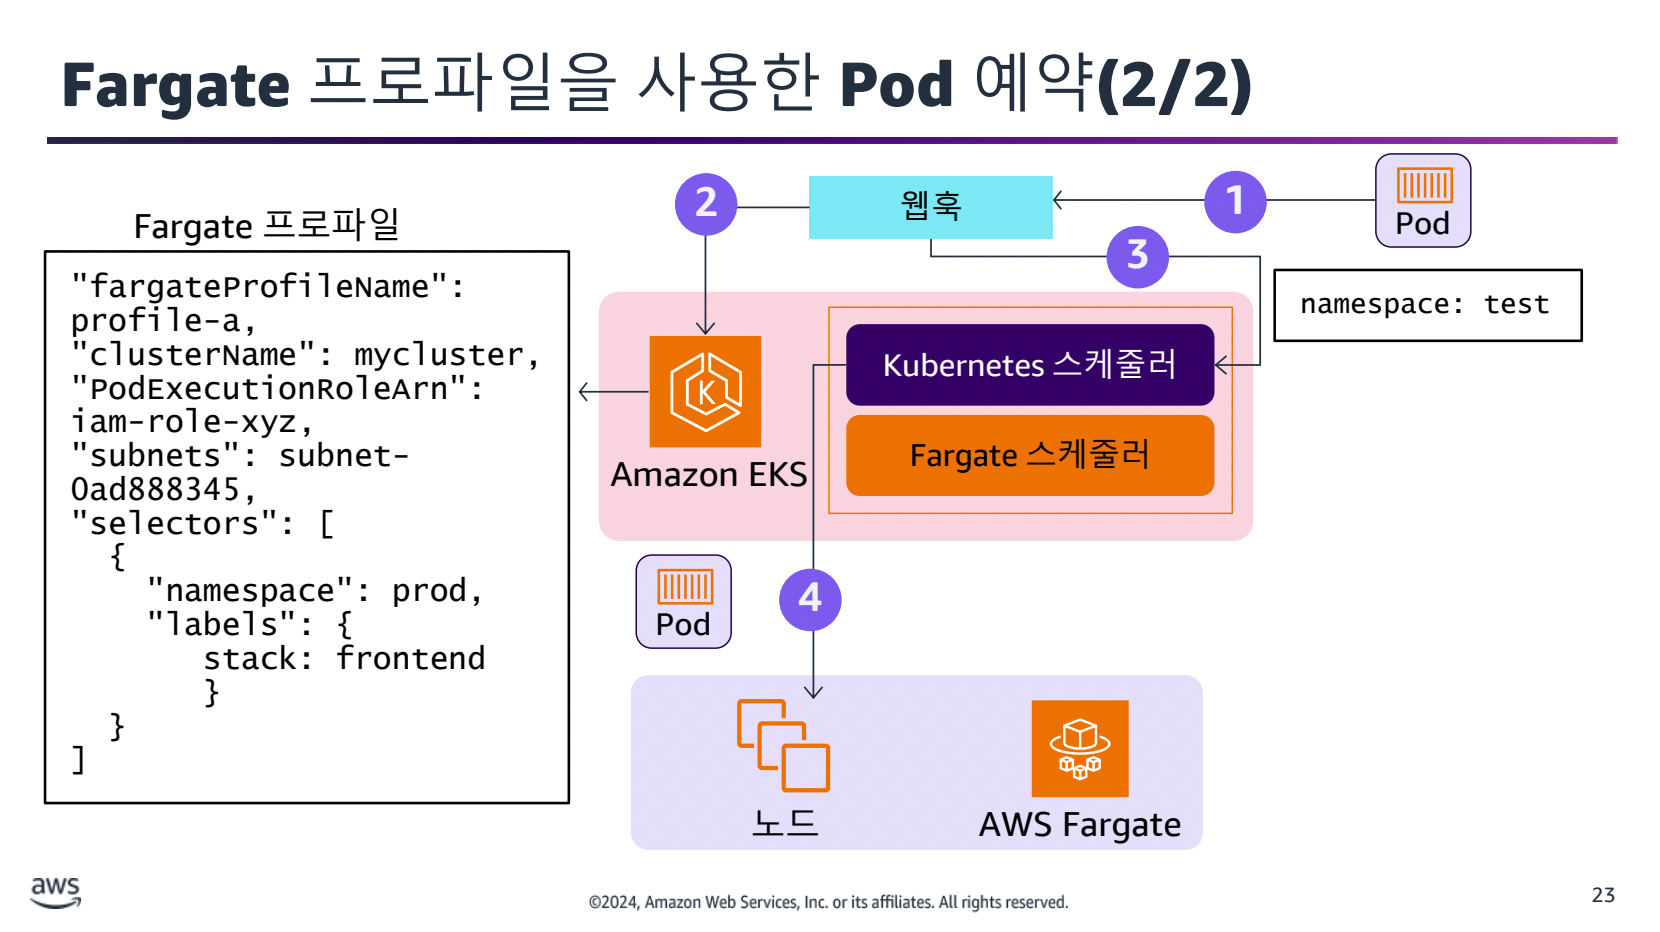 Fargate 프로파일을 사용한 Pod 예약(2/2)
Fargate 프로파일
"fargateProfileName":
profile-a,
"clusterName": mycluster,
"PodExecutionRoleArn":
iam-role-xyz,
"subnets": subnet-
0ad888345,
"selectors": [
  {
    "namespace": prod,
    "labels": {
       stack: frontend
       }
  }
]
2
웹훅
1
Pod
3
namespace: test
Kubernetes 스케줄러
Fargate 스케줄러
K
Amazon EKS
Pod
4
노드
AWS Fargate
aws
©2024, Amazon Web Services, Inc. or its affiliates. All rights reserved.
23